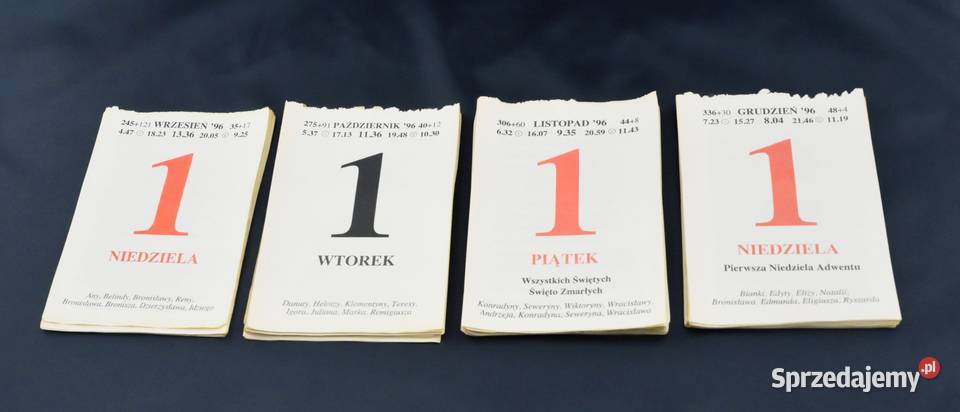 245+121 WRZESIEŃ '96 35+17
4.47 ☉ 18.23 13.36 20.05 ☉ 9.25
1
NIEDZIELA
Any, Belindy, Bronisławy, Reny,
Bronisława, Bronisza, Dzierżysława, Idziego
275+91 PAŹDZIERNIK '96 40+12
5.37 ☉ 17.13 11.36 19.48 ☉ 10.30
1
WTOREK
Danuty, Heloizy, Klementyny, Teresy,
Igora, Juliana, Marka, Remigiusza
306+60 LISTOPAD '96 44+8
6.32 ☉ 16.07 9.35 20.59 ☉ 11.43
1
PIĄTEK
Wszystkich Świętych
Święto Zmarłych
Konradyny, Seweryny, Wiktoryny, Wracisławy,
Andrzeja, Konradyna, Seweryna, Wracisława
336+30 GRUDZIEŃ '96 48+4
7.23 ☉ 15.27 8.04 21.46 ☉ 11.19
1
NIEDZIELA
Pierwsza Niedziela Adwentu
Bianki, Edyty, Elizy, Natalii,
Bronisława, Edmunda, Eligiusza, Ryszarda
Sprzedajemy.pl